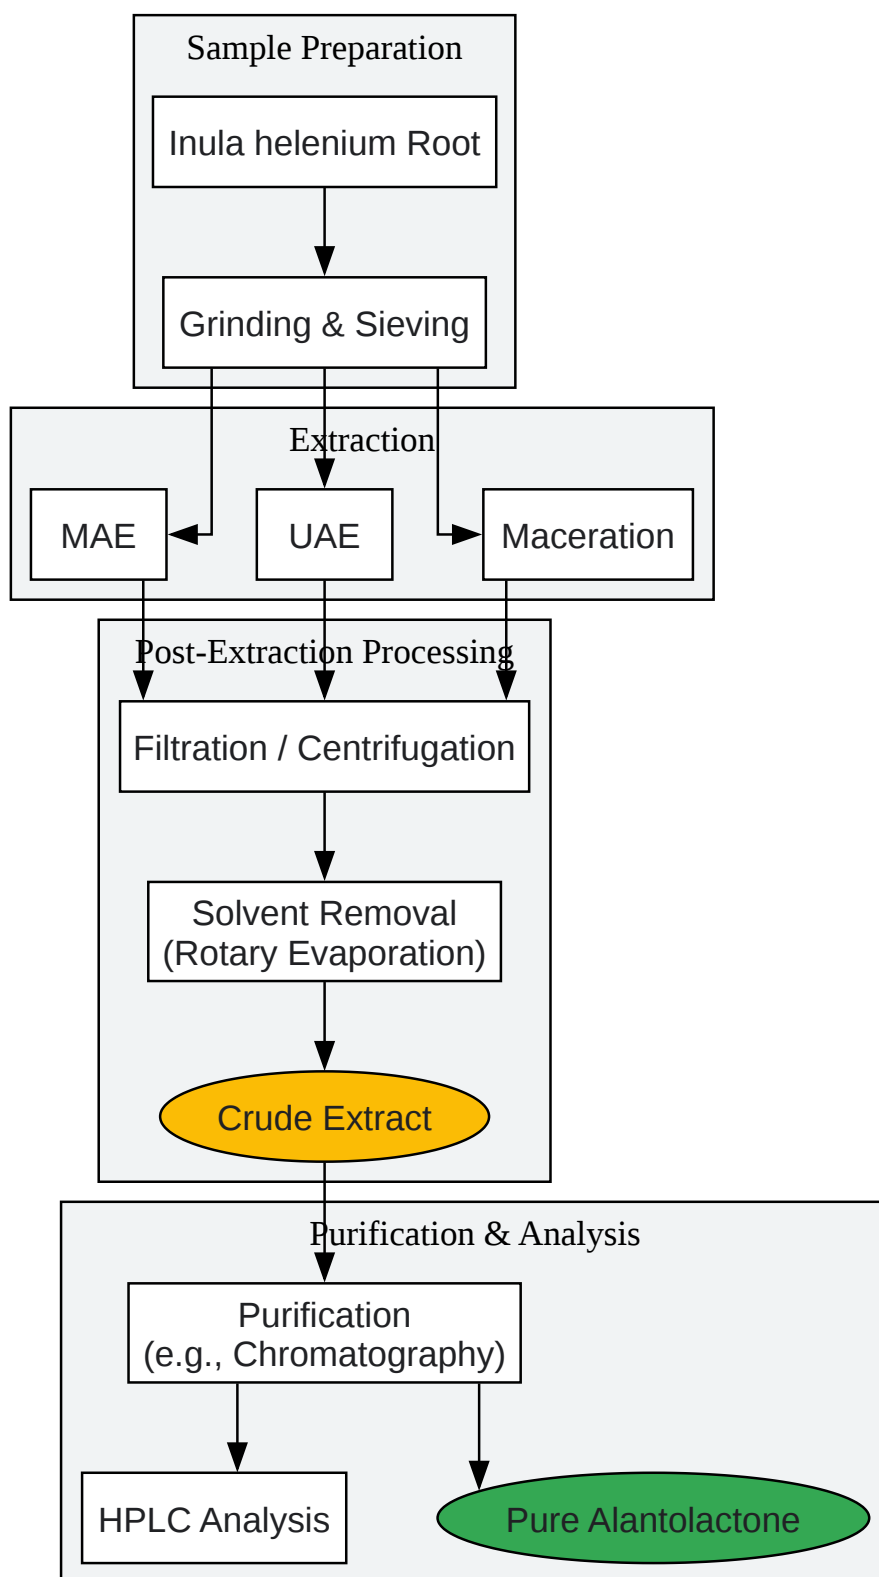 Sample Preparation
Inula helenium Root
Grinding & Sieving
Extraction
MAE
UAE
Maceration
Post-Extraction Processing
Filtration / Centrifugation
Solvent Removal
(Rotary Evaporation)
Crude Extract
Purification & Analysis
Purification
(e.g., Chromatography)
HPLC Analysis
Pure Alantolactone